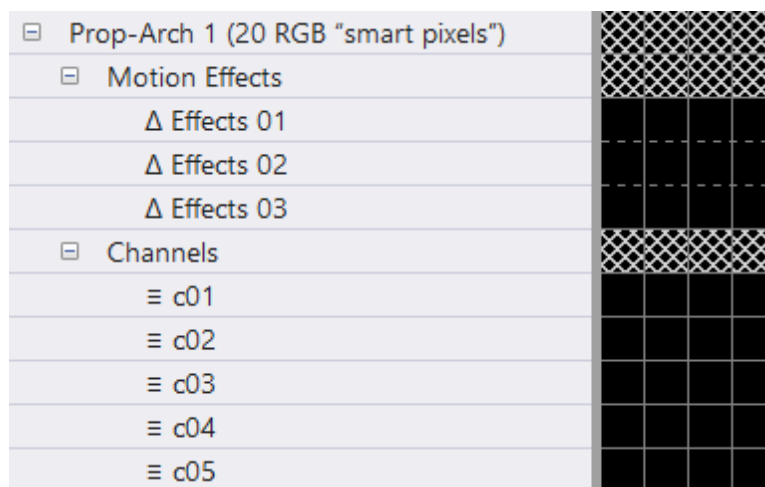 Prop-Arch 1 (20 RGB “smart pixels”)
Motion Effects
Δ Effects 01
Δ Effects 02
Δ Effects 03
Channels
≡ c01
≡ c02
≡ c03
≡ c04
≡ c05